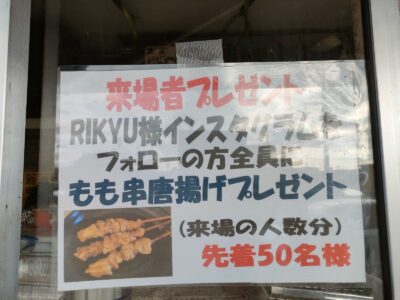 来場者プレゼント
RIKYU様インスタグラムを
フォローの方全員に
もも串唐揚げプレゼント
(来場の人数分)
先着50名様